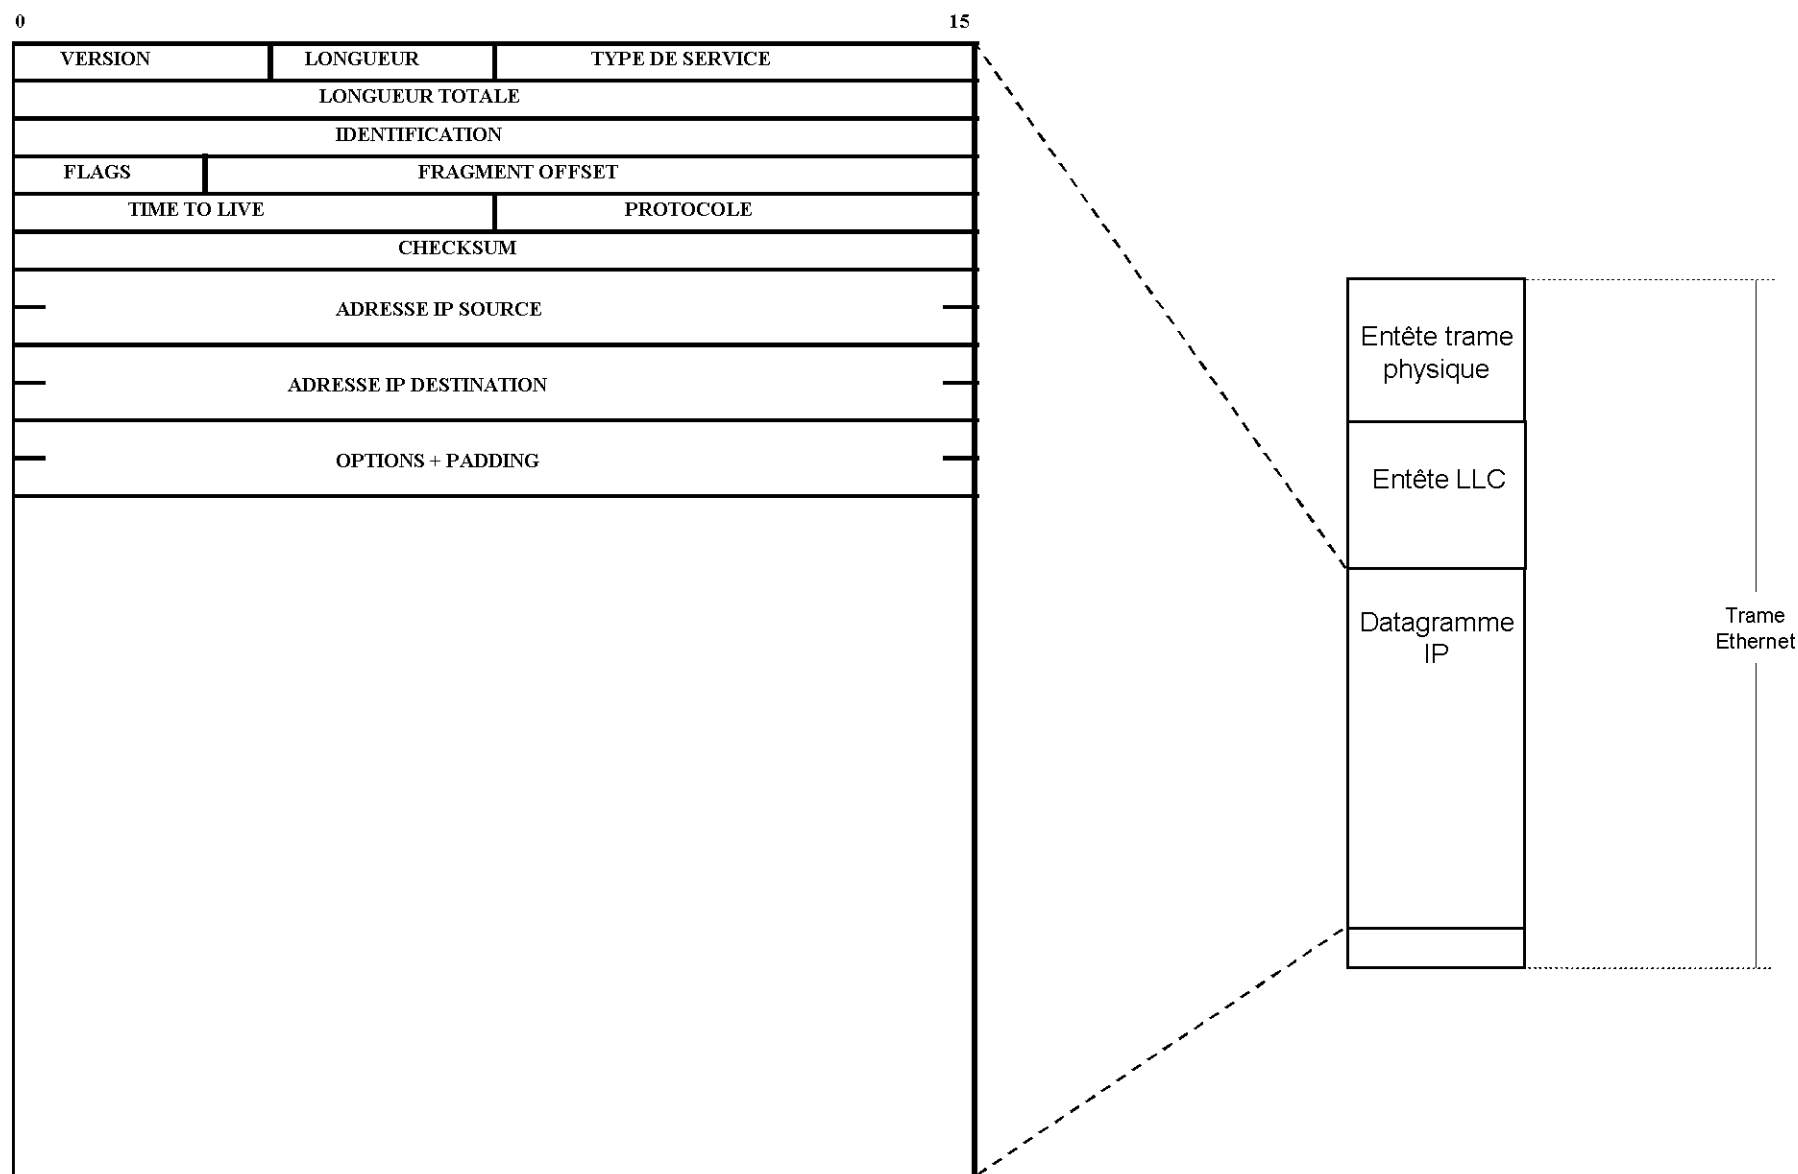 0 15
VERSION LONGUEUR TYPE DE SERVICE
LONGUEUR TOTALE
IDENTIFICATION
FLAGS FRAGMENT OFFSET
TIME TO LIVE PROTOCOLE
CHECKSUM
ADRESSE IP SOURCE
ADRESSE IP DESTINATION
OPTIONS + PADDING
Entête trame
physique
Entête LLC
Datagramme
IP
Trame
Ethernet